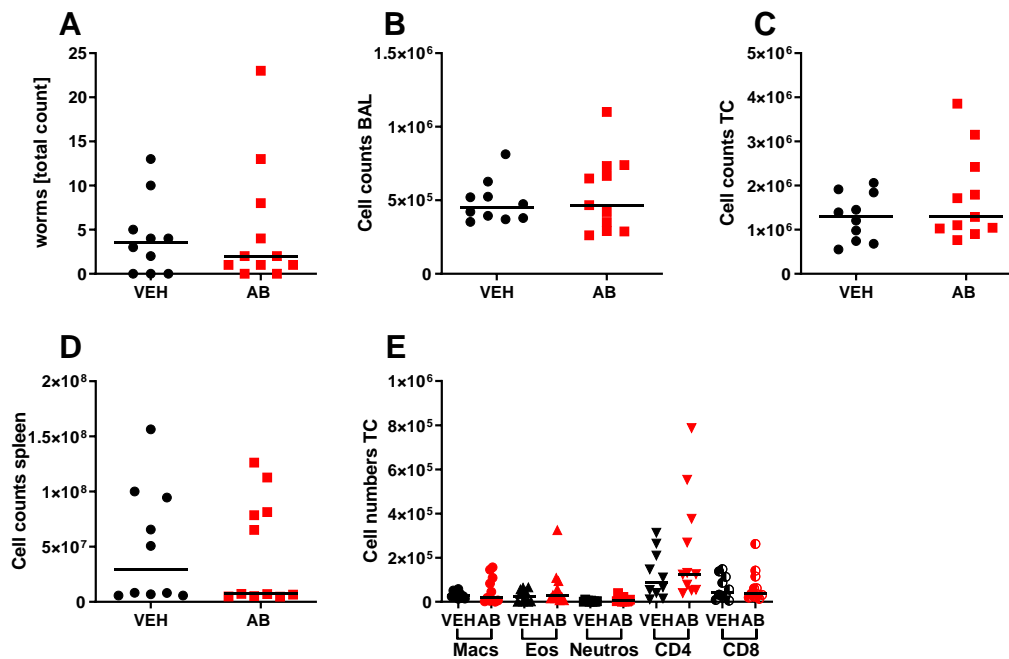 A
worms [total count]
25
20
15
10
5
0
VEH AB
B
Cell counts BAL
1.5×10⁶
1×10⁶
5×10⁵
0
VEH AB
C
Cell counts TC
5×10⁶
4×10⁶
3×10⁶
2×10⁶
1×10⁶
0
VEH AB
D
Cell counts spleen
2×10⁸
1.5×10⁸
1×10⁸
5×10⁷
0
VEH AB
E
Cell numbers TC
1×10⁶
8×10⁵
6×10⁵
4×10⁵
2×10⁵
0
VEH AB VEH AB VEH AB VEH AB VEH AB
Macs Eos Neutros CD4 CD8